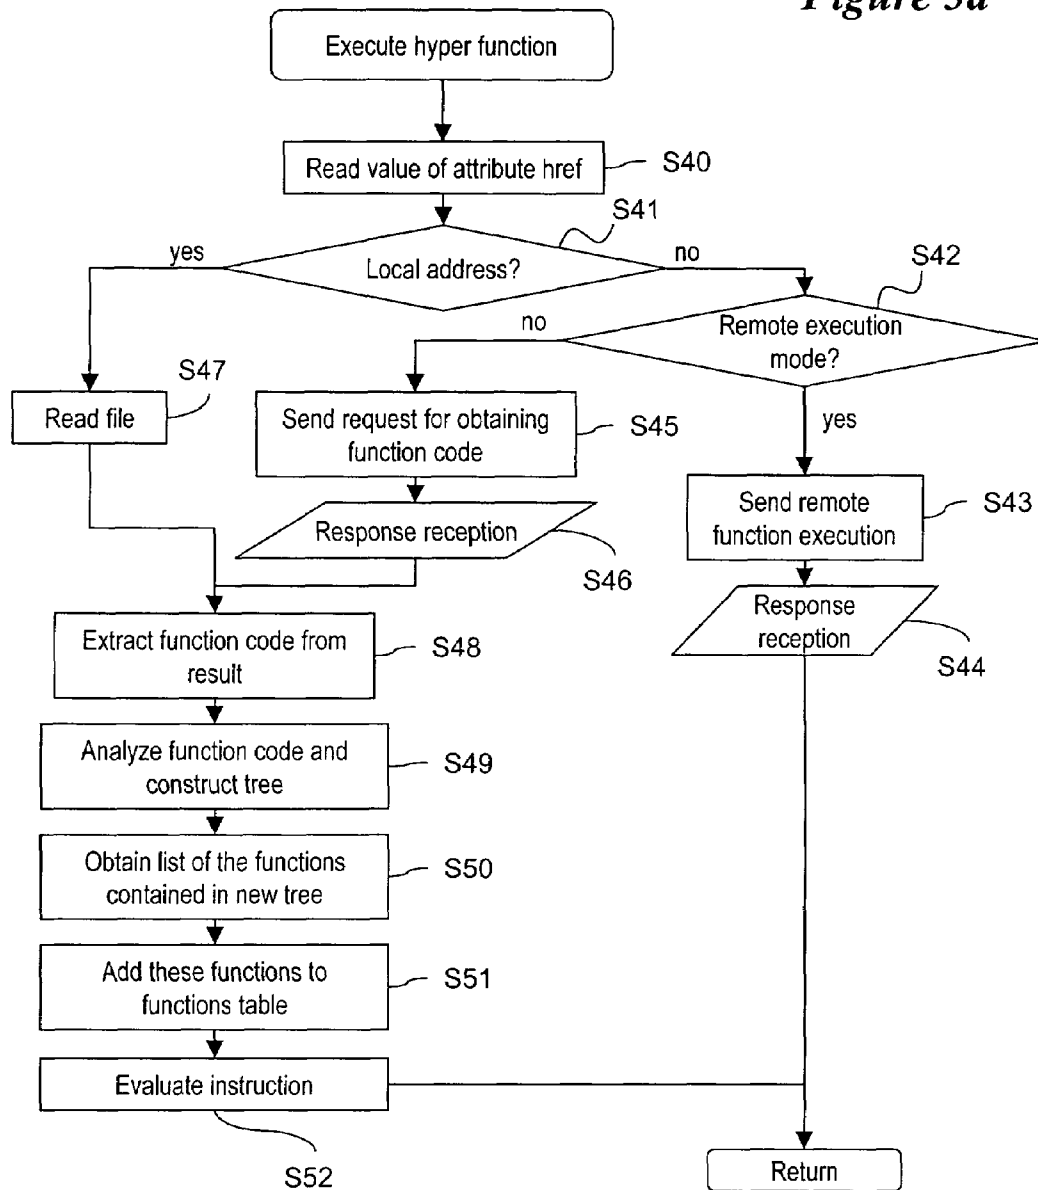 Figure 5a
Execute hyper function
Read value of attribute href
S40
S41
yes
Local address?
no
S42
no
Remote execution
mode?
S47
Read file
Send request for obtaining
function code
S45
yes
Send remote
function execution
S43
Response reception
S46
Response
reception
S44
Extract function code from
result
S48
Analyze function code and
construct tree
S49
Obtain list of the functions
contained in new tree
S50
Add these functions to
functions table
S51
Evaluate instruction
S52
Return